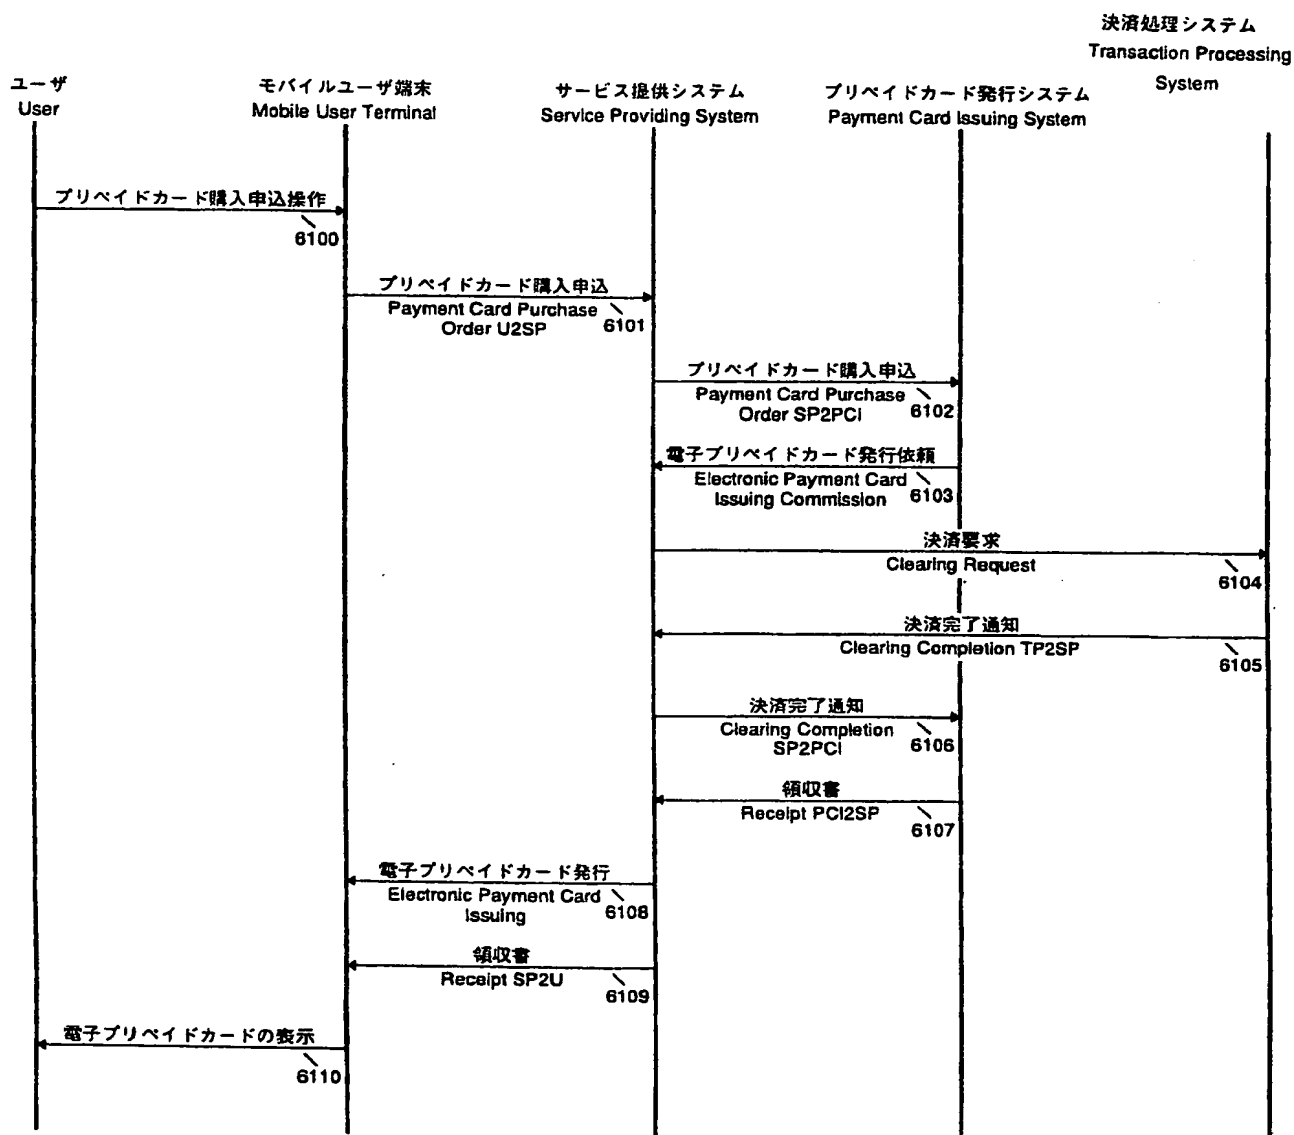 決済処理システム
Transaction Processing
System
ユーザ
User
モバイルユーザ端末
Mobile User Terminal
サービス提供システム
Service Providing System
プリペイドカード発行システム
Payment Card Issuing System
プリペイドカード購入申込操作
6100
プリペイドカード購入申込
Payment Card Purchase
Order U2SP
6101
プリペイドカード購入申込
Payment Card Purchase
Order SP2PCI
6102
電子プリペイドカード発行依頼
Electronic Payment Card
Issuing Commission
6103
決済要求
Clearing Request
6104
決済完了通知
Clearing Completion TP2SP
6105
決済完了通知
Clearing Completion
SP2PCI
6106
領収書
Receipt PCI2SP
6107
電子プリペイドカード発行
Electronic Payment Card
Issuing
6108
領収書
Receipt SP2U
6109
電子プリペイドカードの表示
6110